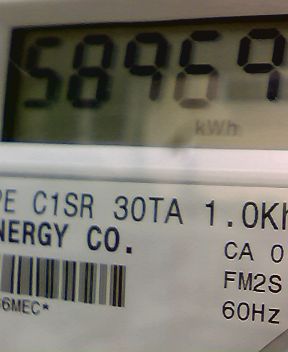 58969
kWh
PE C1SR 30TA 1.0Kh
NERGY CO.
CA 0
FM2S
60Hz
6MEC*